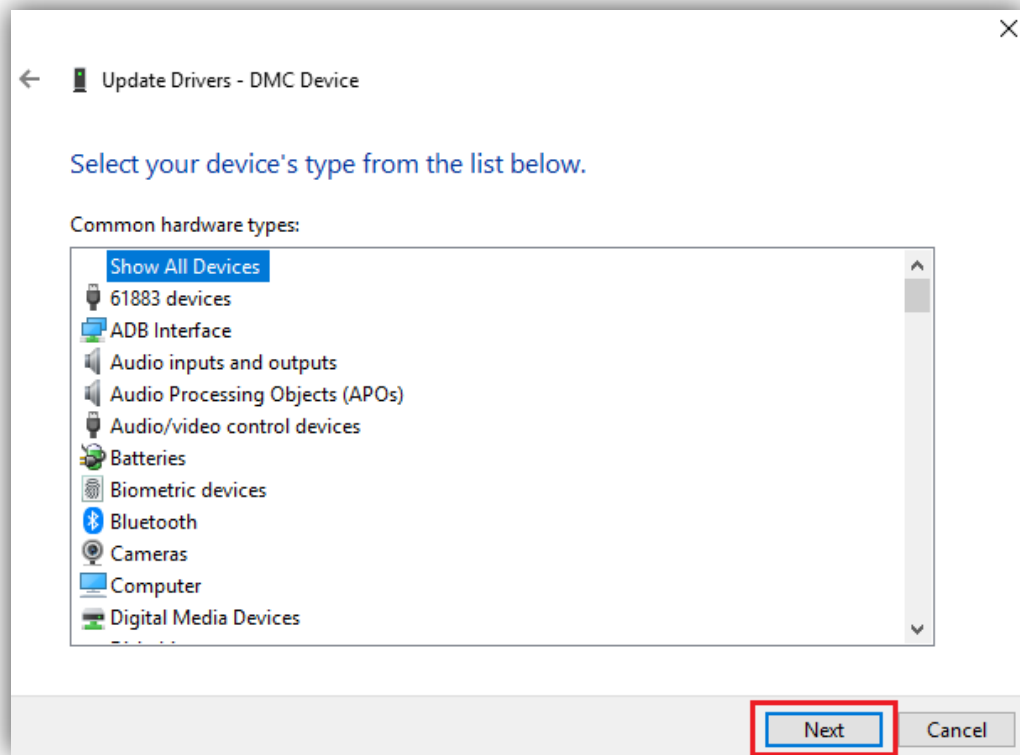 Update Drivers - DMC Device
Select your device's type from the list below.
Common hardware types:
Show All Devices
61883 devices
ADB Interface
Audio inputs and outputs
Audio Processing Objects (APOs)
Audio/video control devices
Batteries
Biometric devices
Bluetooth
Cameras
Computer
Digital Media Devices
Next
Cancel